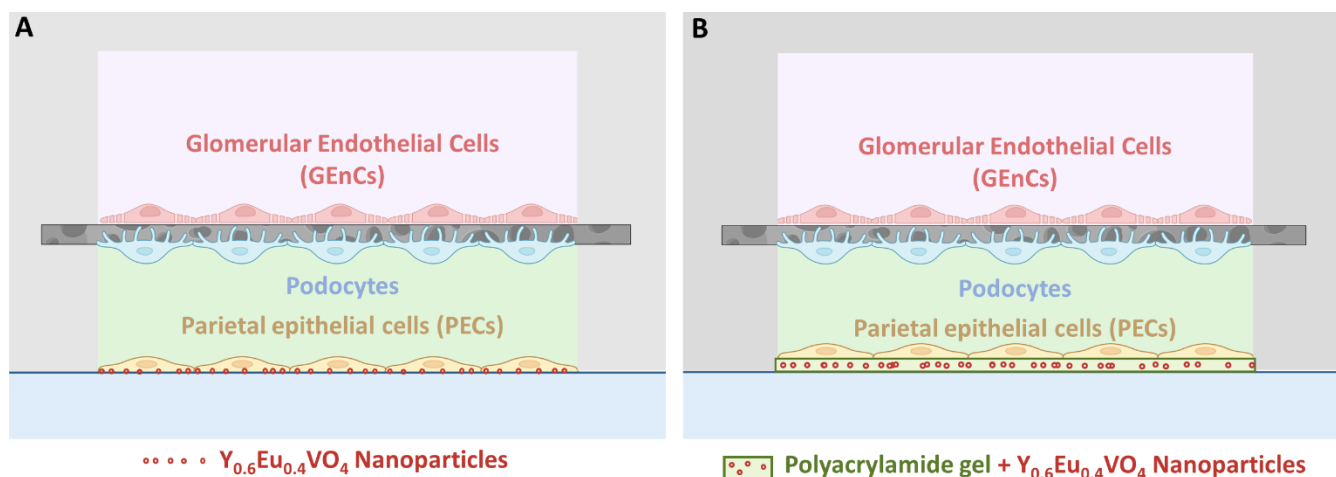 A
Glomerular Endothelial Cells
(GEnCs)
Podocytes
Parietal epithelial cells (PECs)
Y₀.₆Eu₀.₄VO₄ Nanoparticles
B
Glomerular Endothelial Cells
(GEnCs)
Podocytes
Parietal epithelial cells (PECs)
Polyacrylamide gel + Y₀.₆Eu₀.₄VO₄ Nanoparticles